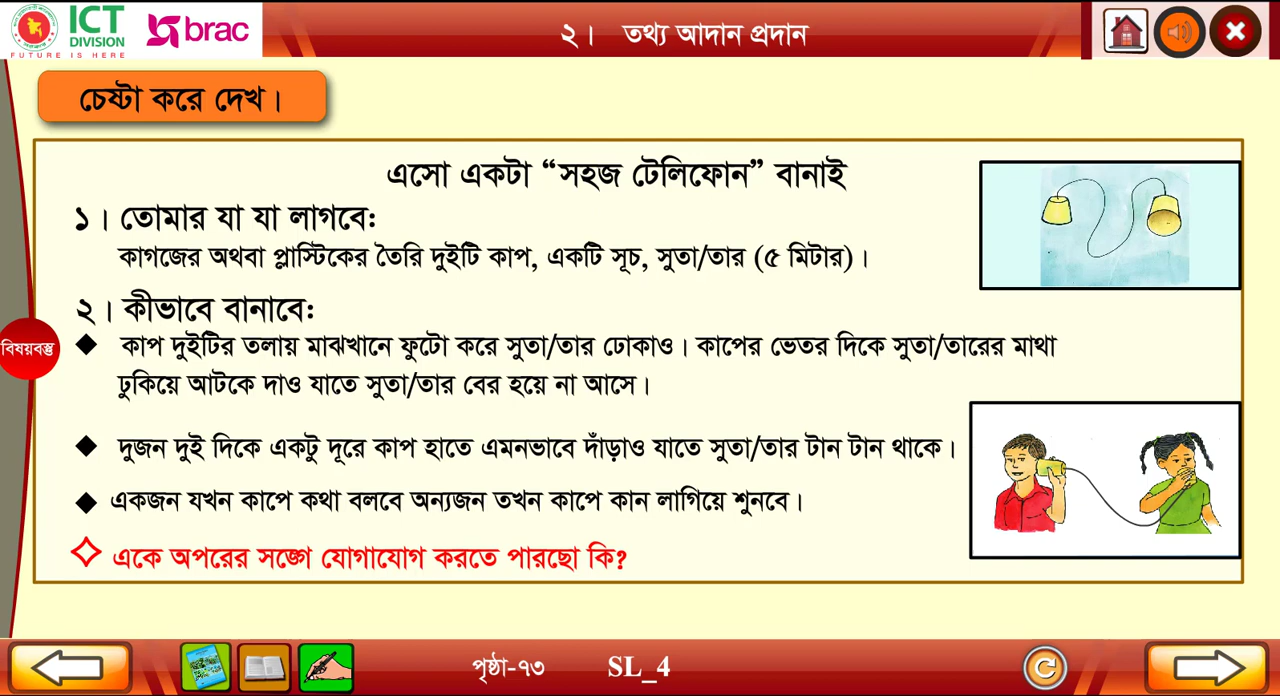 ICT
DIVISION
FUTURE IS HERE
brac
২। তথ্য আদান প্রদান
চেষ্টা করে দেখ।
এসো একটা “সহজ টেলিফোন” বানাই
১। তোমার যা যা লাগবে:
কাগজের অথবা প্লাস্টিকের তৈরি দুইটি কাপ, একটি সূচ, সুতা/তার (৫ মিটার)।
২। কীভাবে বানাবে:
কাপ দুইটির তলায় মাঝখানে ফুটো করে সুতা/তার ঢোকাও। কাপের ভেতর দিকে সুতা/তারের মাথা
ঢুকিয়ে আটকে দাও যাতে সুতা/তার বের হয়ে না আসে।
বিষয়বস্তু
দুজন দুই দিকে একটু দূরে কাপ হাতে এমনভাবে দাঁড়াও যাতে সুতা/তার টান টান থাকে।
একজন যখন কাপে কথা বলবে অন্যজন তখন কাপে কান লাগিয়ে শুনবে।
একে অপরের সঙ্গে যোগাযোগ করতে পারছো কি?
পৃষ্ঠা-৭৩ SL_4